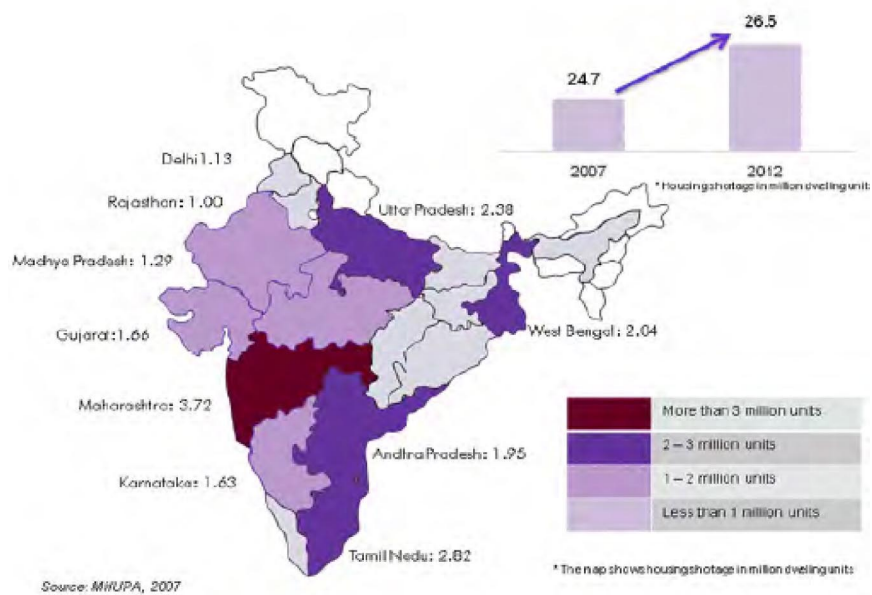 26.5
24.7
2007 2012
*Housing shortage in million dwelling units
Delhi 1.13
Rajasthan : 1.00
Uttar Pradesh : 2.38
Madhya Pradesh : 1.29
Gujarat : 1.66
West Bengal : 2.04
Maharashtra : 3.72
Andhra Pradesh : 1.95
Karnataka : 1.63
Tamil Nedu : 2.82
More than 3 million units
2 – 3 million units
1 – 2 million units
Less than 1 million units
* The map shows housing shortage in million dwelling units
Source: MHUPA, 2007